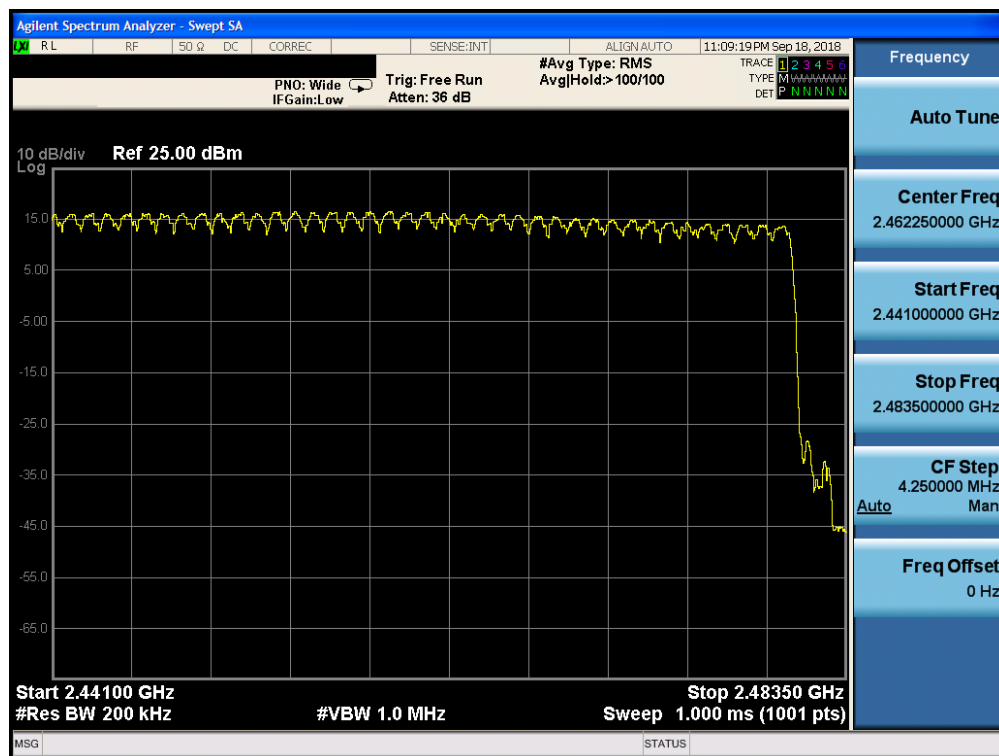 Agilent Spectrum Analyzer - Swept SA
LXI RL RF 50 Ω DC CORREC SENSE:INT ALIGN AUTO 11:09:19 PM Sep 18, 2018
PNO: Wide
IFGain:Low
Trig: Free Run
Atten: 36 dB
#Avg Type: RMS
Avg|Hold:>100/100
TRACE 1 2 3 4 5 6
TYPE M
DET P N N N N N
10 dB/div Ref 25.00 dBm
Log
15.0
5.00
-5.00
-15.0
-25.0
-35.0
-45.0
-55.0
-65.0
Start 2.44100 GHz Stop 2.48350 GHz
#Res BW 200 kHz #VBW 1.0 MHz Sweep 1.000 ms (1001 pts)
MSG STATUS
Frequency
Auto Tune
Center Freq
2.462250000 GHz
Start Freq
2.441000000 GHz
Stop Freq
2.483500000 GHz
CF Step
4.250000 MHz
Auto Man
Freq Offset
0 Hz